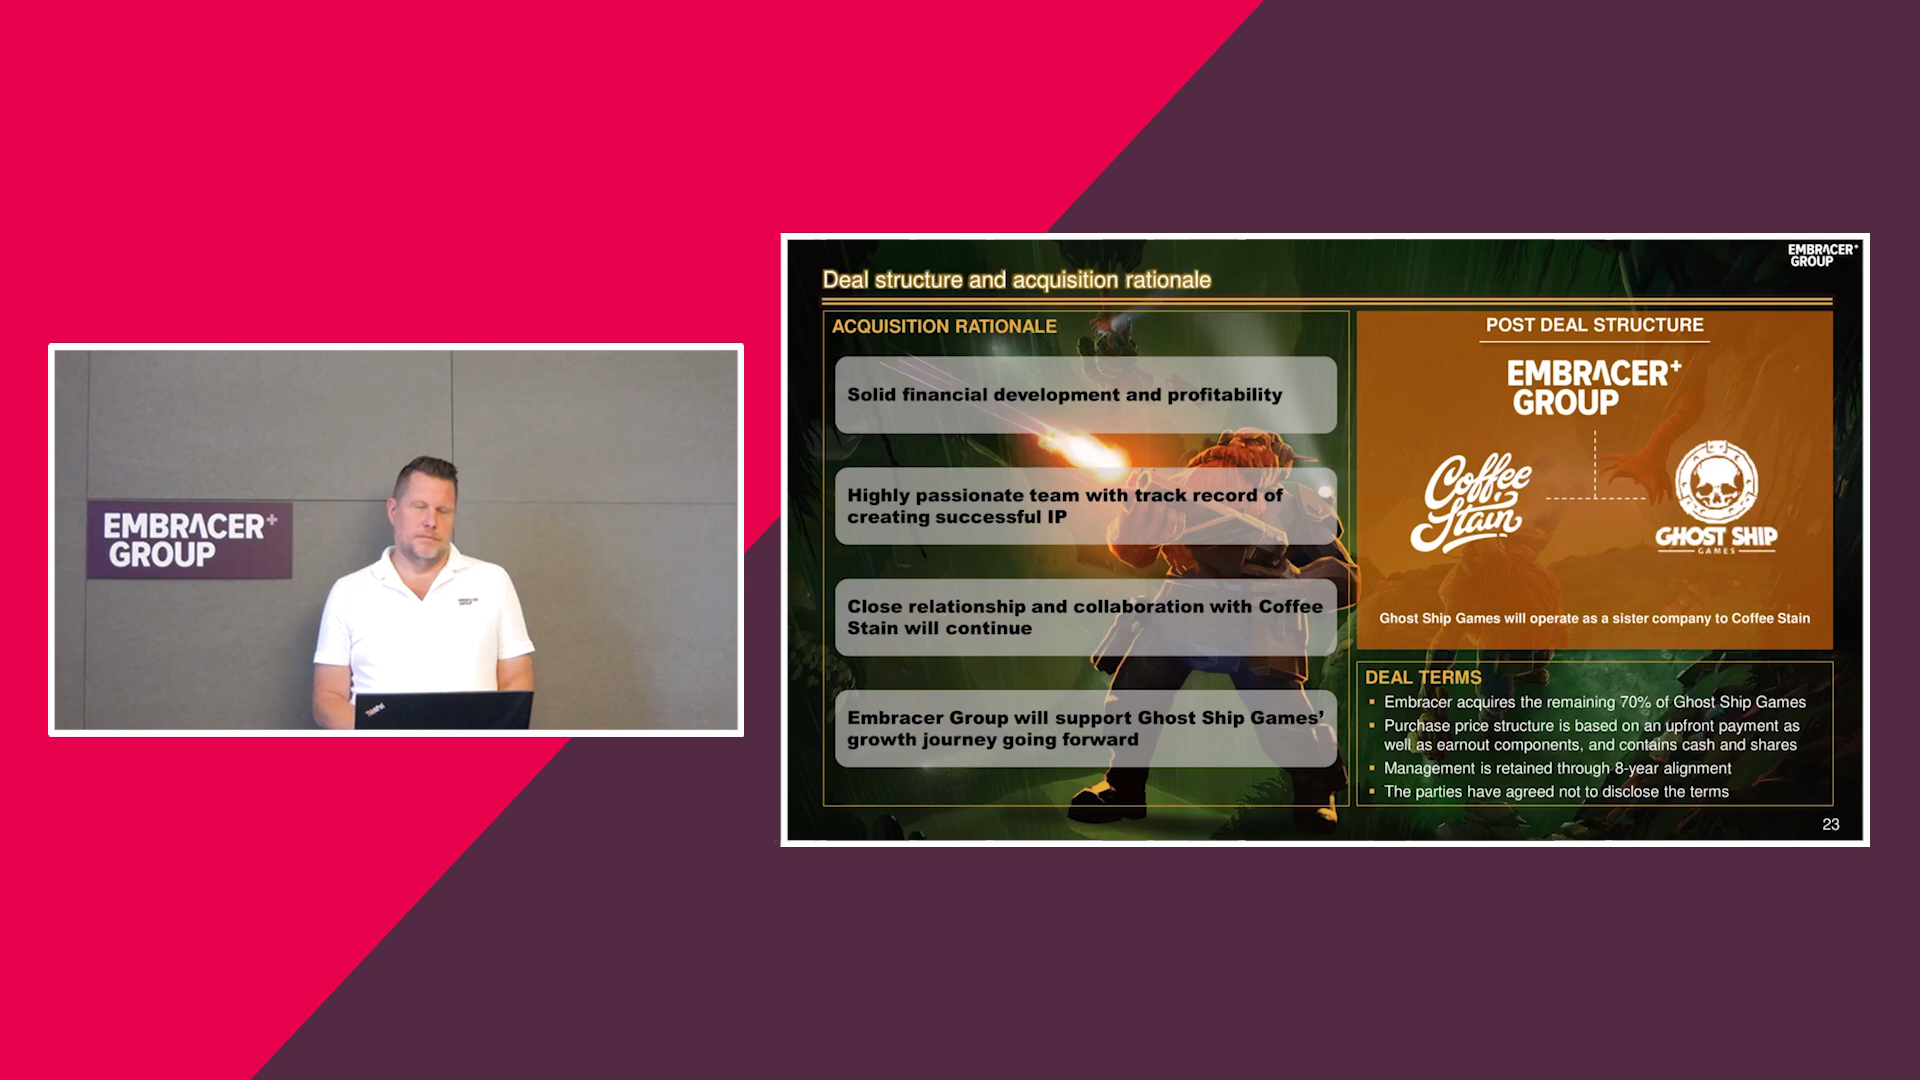 EMBRACER+
GROUP
ThinkPad
EMBRACER+
GROUP
Deal structure and acquisition rationale
ACQUISITION RATIONALE
Solid financial development and profitability
Highly passionate team with track record of
creating successful IP
Close relationship and collaboration with Coffee
Stain will continue
Embracer Group will support Ghost Ship Games’
growth journey going forward
POST DEAL STRUCTURE
EMBRACER+
GROUP
Coffee
Stain
GHOST SHIP
GAMES
Ghost Ship Games will operate as a sister company to Coffee Stain
DEAL TERMS
▪ Embracer acquires the remaining 70% of Ghost Ship Games
▪ Purchase price structure is based on an upfront payment as
well as earnout components, and contains cash and shares
▪ Management is retained through 8-year alignment
▪ The parties have agreed not to disclose the terms
23